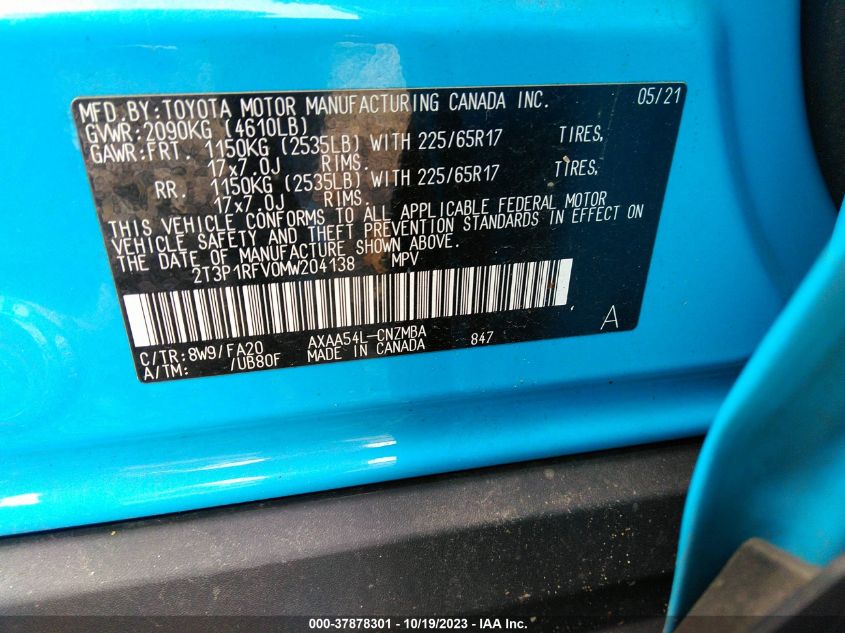 MFD.BY:TOYOTA MOTOR MANUFACTURING CANADA INC. 05/21
GVWR:2090KG (4610LB)
GAWR:FRT. 1150KG (2535LB) WITH 225/65R17 TIRES,
17x7.0J RIMS.
RR. 1150KG (2535LB) WITH 225/65R17 TIRES,
17x7.0J RIMS.
THIS VEHICLE CONFORMS TO ALL APPLICABLE FEDERAL MOTOR
VEHICLE SAFETY AND THEFT PREVENTION STANDARDS IN EFFECT ON
THE DATE OF MANUFACTURE SHOWN ABOVE.
2T3P1RFV0MW204138 MPV
A
C/TR:8W9/FA20 AXAA54L-CNZMBA 847
A/TM: /UB80F MADE IN CANADA
000-37878301 - 10/19/2023 - IAA Inc.